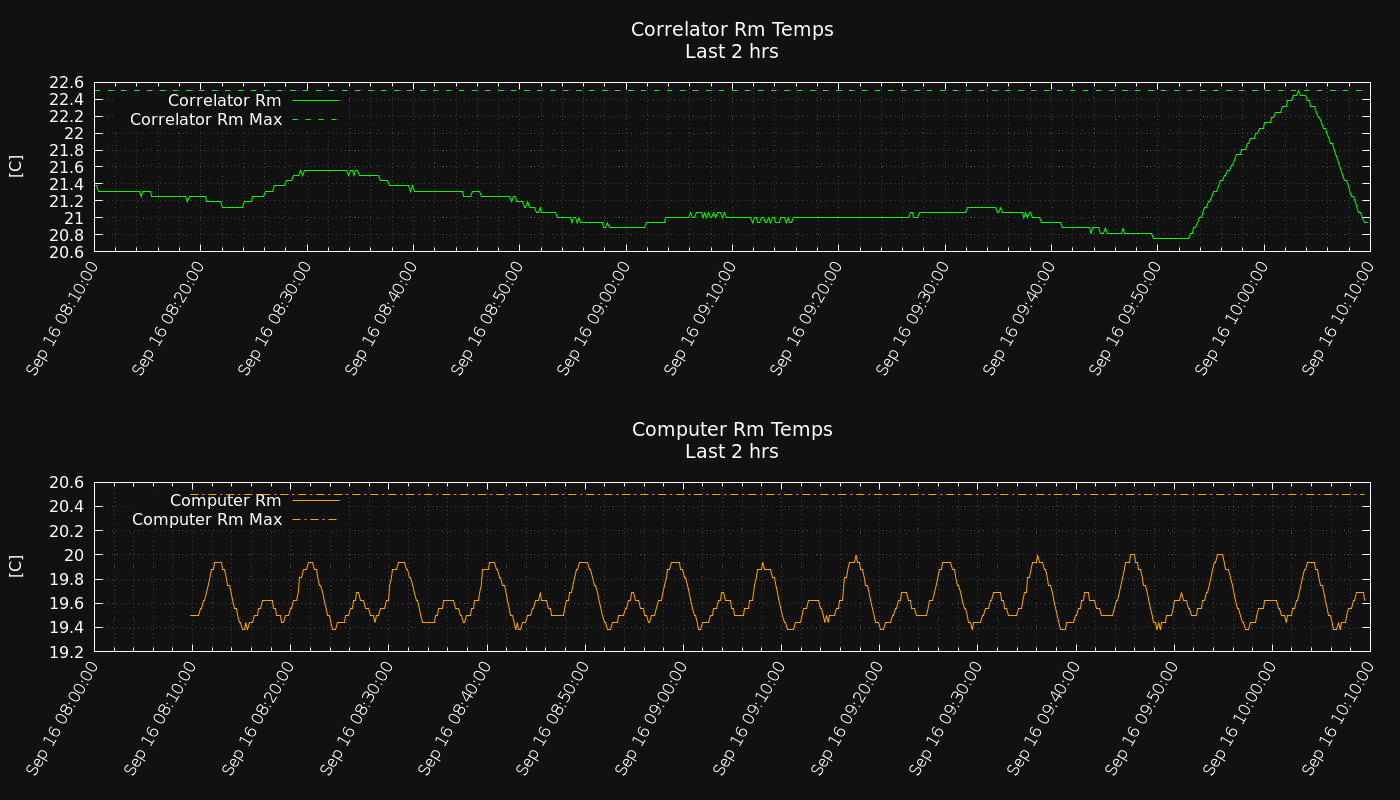 Correlator Rm Temps
Last 2 hrs
22.6
22.4
22.2
22
21.8
21.6
21.4
21.2
21
20.8
20.6
[C]
Correlator Rm
Correlator Rm Max
Sep 16 08:10:00
Sep 16 08:20:00
Sep 16 08:30:00
Sep 16 08:40:00
Sep 16 08:50:00
Sep 16 09:00:00
Sep 16 09:10:00
Sep 16 09:20:00
Sep 16 09:30:00
Sep 16 09:40:00
Sep 16 09:50:00
Sep 16 10:00:00
Sep 16 10:10:00
Computer Rm Temps
Last 2 hrs
20.6
20.4
20.2
20
19.8
19.6
19.4
19.2
[C]
Computer Rm
Computer Rm Max
Sep 16 08:00:00
Sep 16 08:10:00
Sep 16 08:20:00
Sep 16 08:30:00
Sep 16 08:40:00
Sep 16 08:50:00
Sep 16 09:00:00
Sep 16 09:10:00
Sep 16 09:20:00
Sep 16 09:30:00
Sep 16 09:40:00
Sep 16 09:50:00
Sep 16 10:00:00
Sep 16 10:10:00